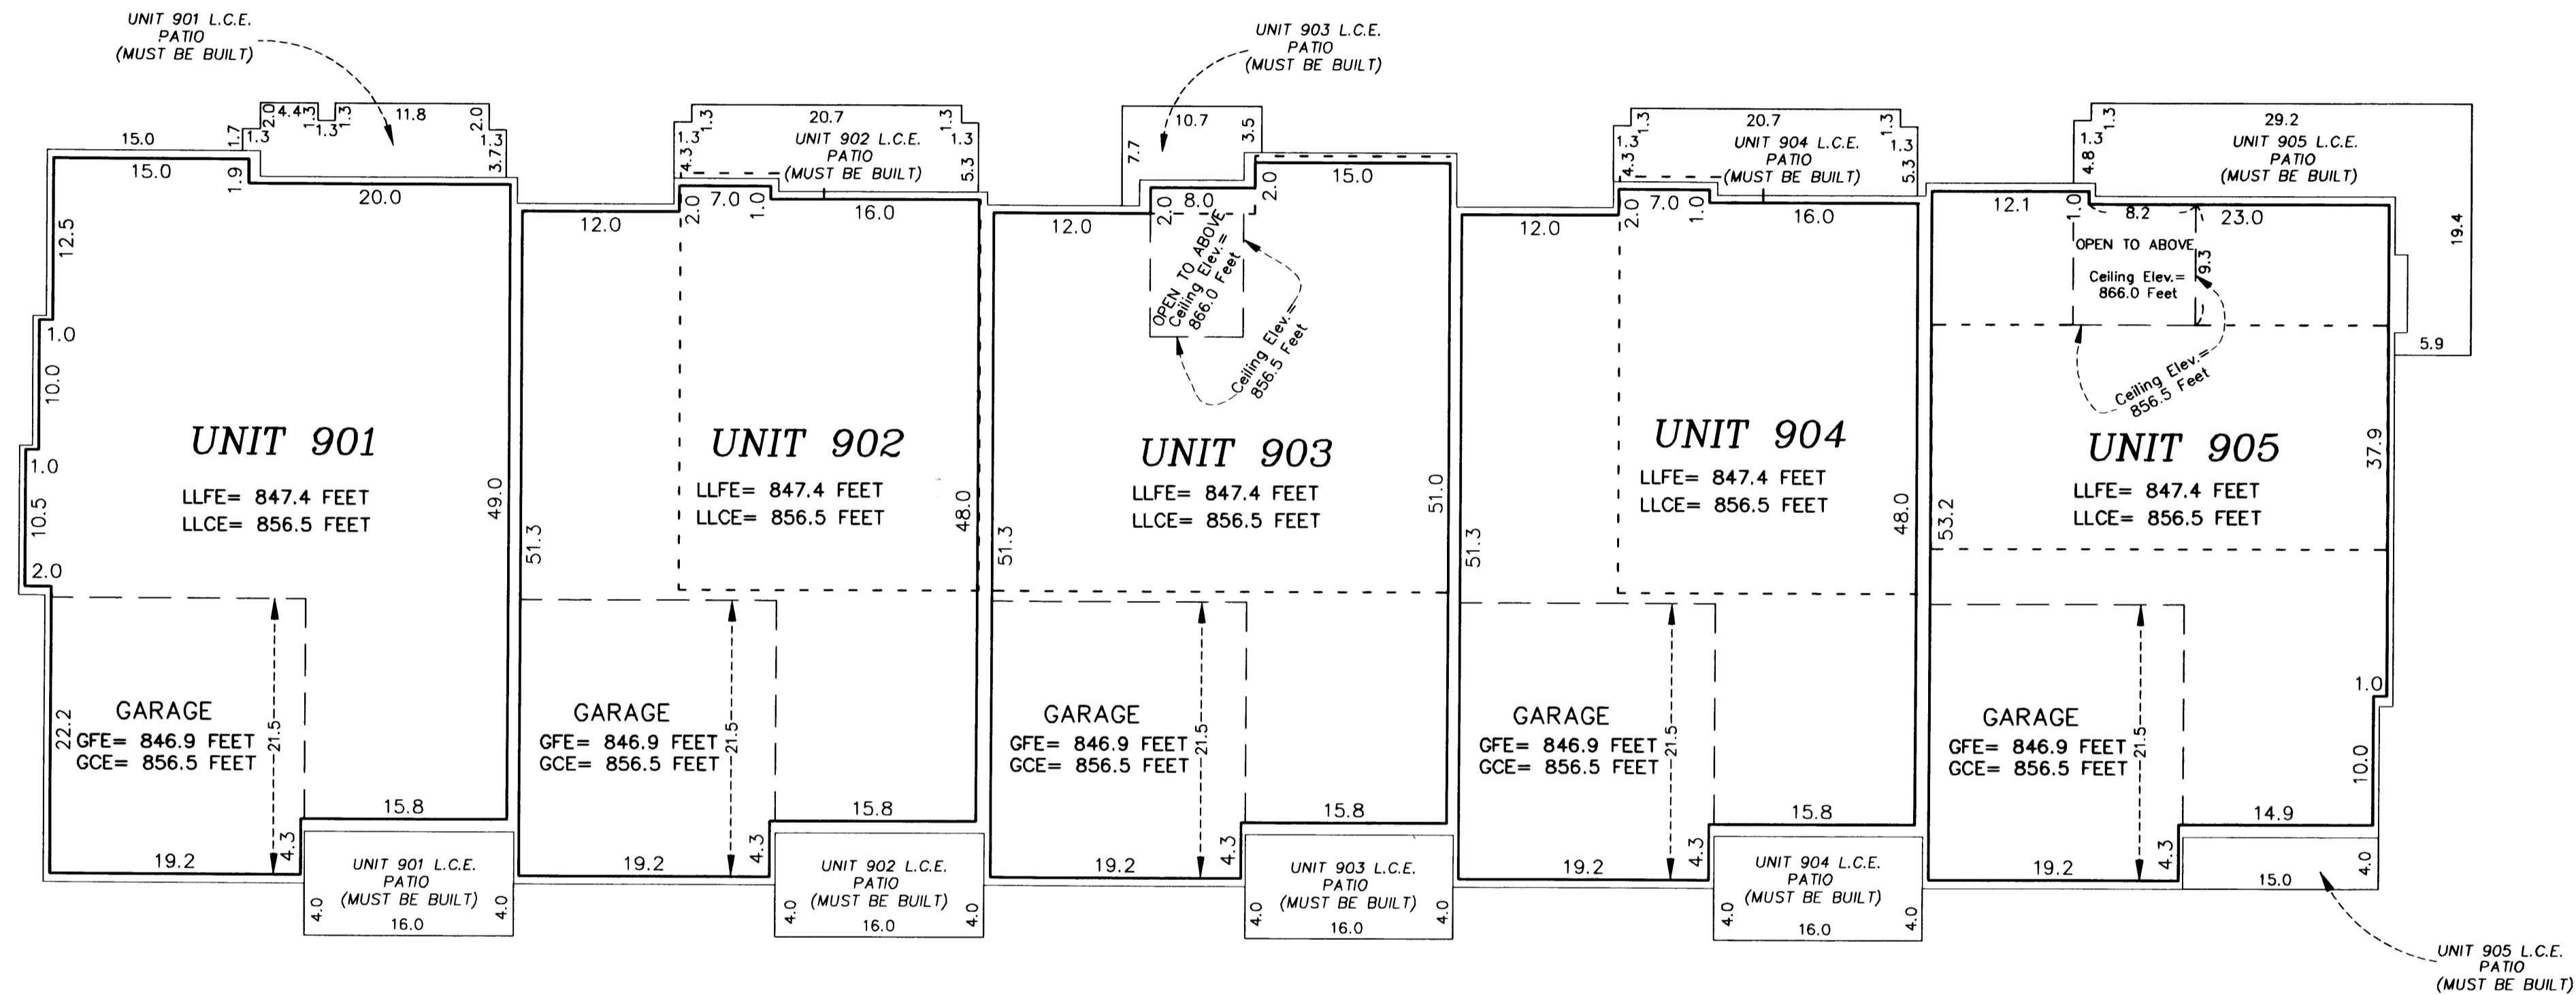 UNIT 901 L.C.E.
PATIO
(MUST BE BUILT)
UNIT 903 L.C.E.
PATIO
(MUST BE BUILT)
15.0
1.7
1.3
2.0
4.4
1.3
1.3
1.3
11.8
2.0
1.3
3.7
15.0
1.9
20.0
12.5
1.0
10.0
1.0
10.5
2.0
22.2
49.0
UNIT 901
LLFE= 847.4 FEET
LLCE= 856.5 FEET
GARAGE
GFE= 846.9 FEET
GCE= 856.5 FEET
21.5
15.8
4.3
19.2
UNIT 901 L.C.E.
PATIO
(MUST BE BUILT)
4.0
4.0
16.0
20.7
1.3
1.3
4.3
1.3
1.3
5.3
UNIT 902 L.C.E.
PATIO
(MUST BE BUILT)
12.0
2.0
7.0
1.0
16.0
51.3
48.0
UNIT 902
LLFE= 847.4 FEET
LLCE= 856.5 FEET
GARAGE
GFE= 846.9 FEET
GCE= 856.5 FEET
21.5
15.8
4.3
19.2
UNIT 902 L.C.E.
PATIO
(MUST BE BUILT)
4.0
4.0
16.0
10.7
7.7
3.5
12.0
2.0
8.0
2.0
15.0
OPEN TO ABOVE
Ceiling Elev.=
866.0 Feet
Ceiling Elev.=
856.5 Feet
51.3
51.0
UNIT 903
LLFE= 847.4 FEET
LLCE= 856.5 FEET
GARAGE
GFE= 846.9 FEET
GCE= 856.5 FEET
21.5
15.8
4.3
19.2
UNIT 903 L.C.E.
PATIO
(MUST BE BUILT)
4.0
4.0
16.0
20.7
1.3
1.3
4.3
1.3
1.3
5.3
UNIT 904 L.C.E.
PATIO
(MUST BE BUILT)
12.0
2.0
7.0
1.0
16.0
51.3
48.0
UNIT 904
LLFE= 847.4 FEET
LLCE= 856.5 FEET
GARAGE
GFE= 846.9 FEET
GCE= 856.5 FEET
21.5
15.8
4.3
19.2
UNIT 904 L.C.E.
PATIO
(MUST BE BUILT)
4.0
4.0
16.0
29.2
1.3
1.3
4.8
UNIT 905 L.C.E.
PATIO
(MUST BE BUILT)
19.4
5.9
12.1
1.0
8.2
23.0
OPEN TO ABOVE
Ceiling Elev.=
866.0 Feet
9.3
Ceiling Elev.=
856.5 Feet
37.9
53.2
UNIT 905
LLFE= 847.4 FEET
LLCE= 856.5 FEET
1.0
10.0
GARAGE
GFE= 846.9 FEET
GCE= 856.5 FEET
21.5
14.9
4.3
19.2
4.0
15.0
UNIT 905 L.C.E.
PATIO
(MUST BE BUILT)